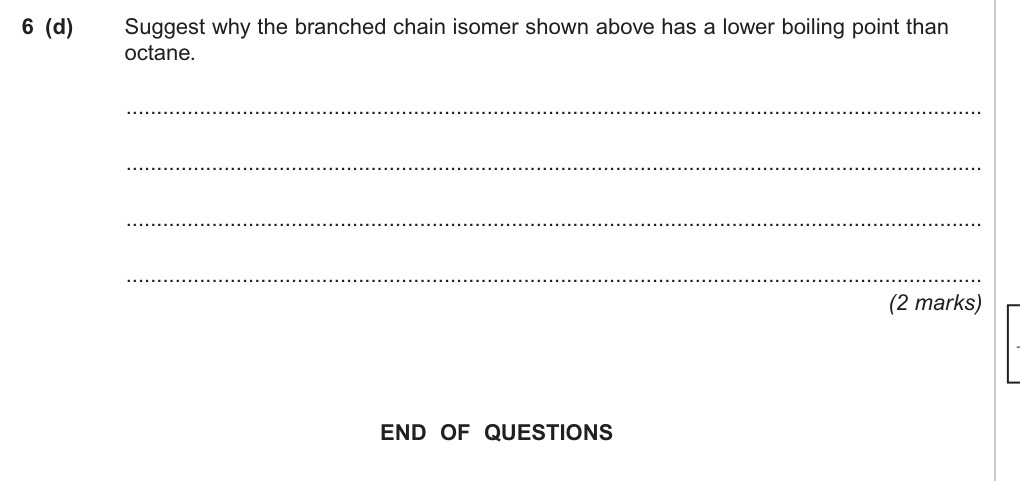 6 (d) Suggest why the branched chain isomer shown above has a lower boiling point than
octane.
....................................................................................................................................
....................................................................................................................................
....................................................................................................................................
....................................................................................................................................
(2 marks)
END OF QUESTIONS